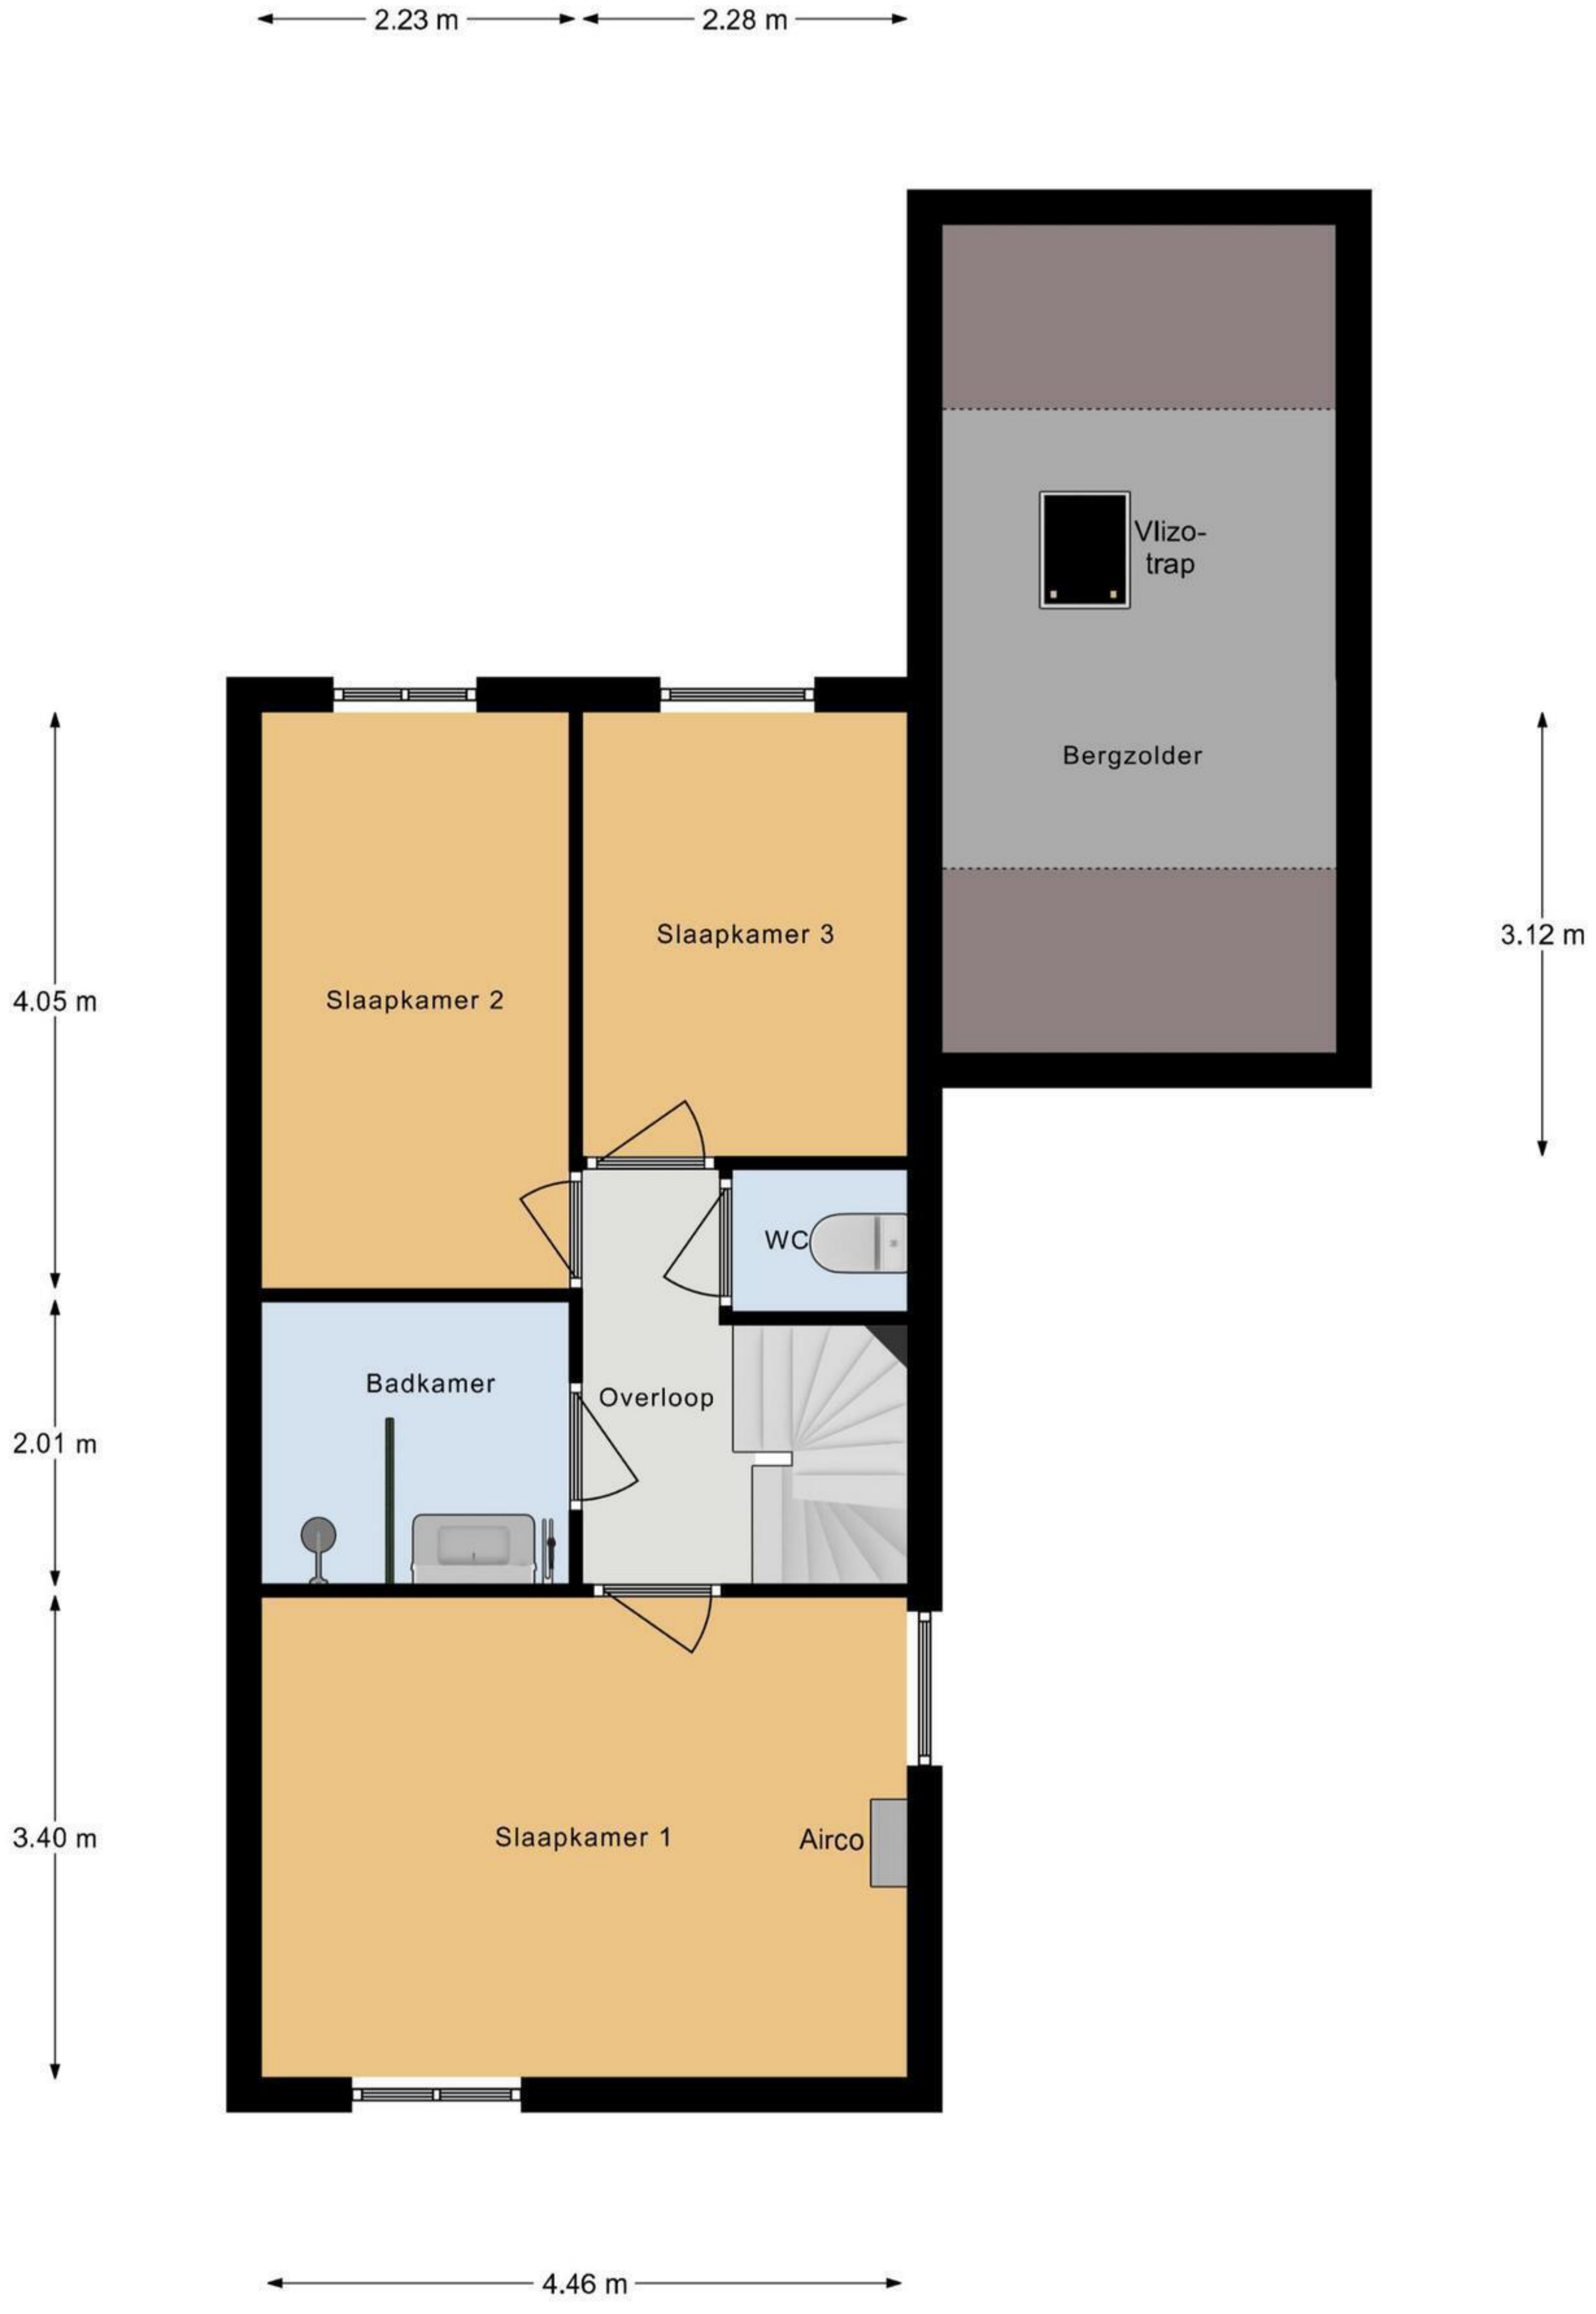 2.23 m
2.28 m
Vlizo-
trap
Bergzolder
Slaapkamer 3
3.12 m
4.05 m
Slaapkamer 2
WC
Badkamer
Overloop
2.01 m
Slaapkamer 1
Airco
3.40 m
4.46 m